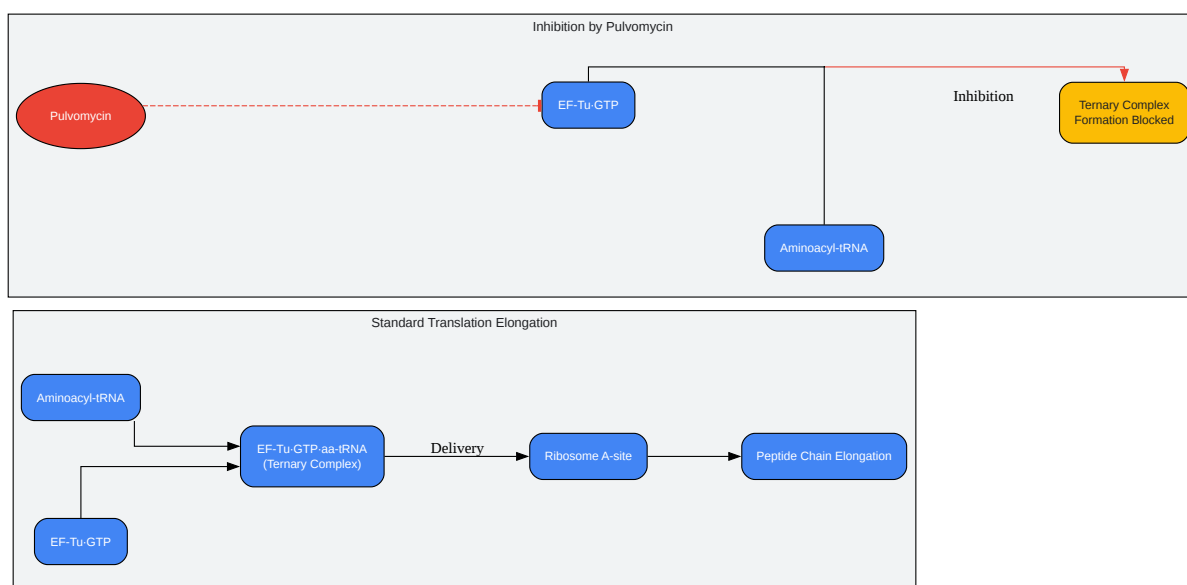 Inhibition by Pulvomycin
Pulvomycin
EF-Tu·GTP
Inhibition
Ternary Complex
Formation Blocked
Aminoacyl-tRNA
Standard Translation Elongation
Aminoacyl-tRNA
EF-Tu·GTP·aa-tRNA
(Ternary Complex)
Delivery
Ribosome A-site
Peptide Chain Elongation
EF-Tu·GTP